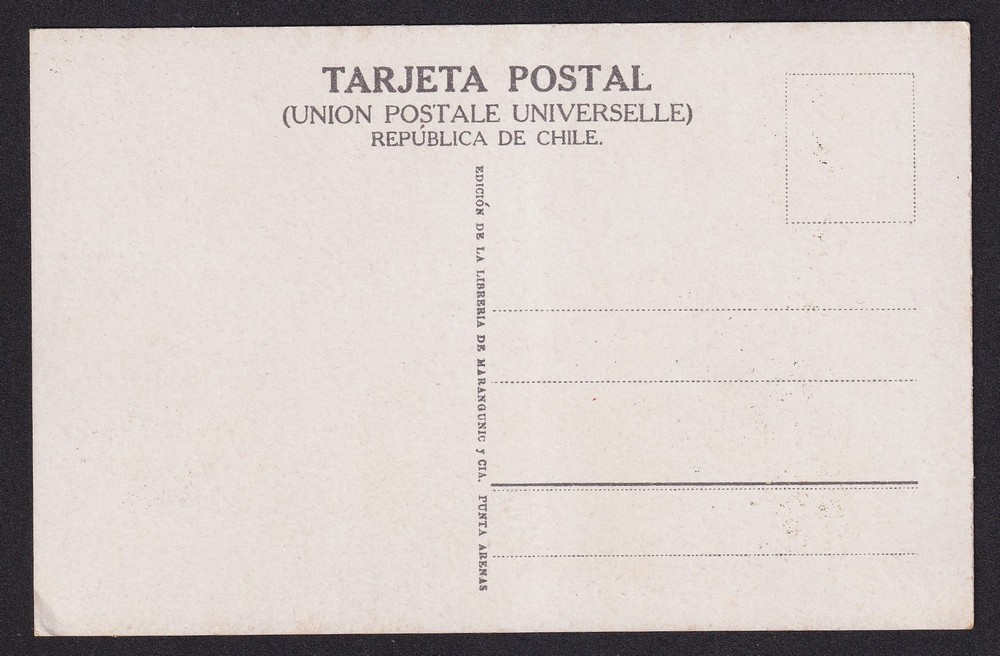 TARJETA POSTAL
(UNION POSTALE UNIVERSELLE)
REPÚBLICA DE CHILE.
EDICIÓN DE LA LIBRERIA DE MARANGUNIC y CIA. PUNTA ARENAS